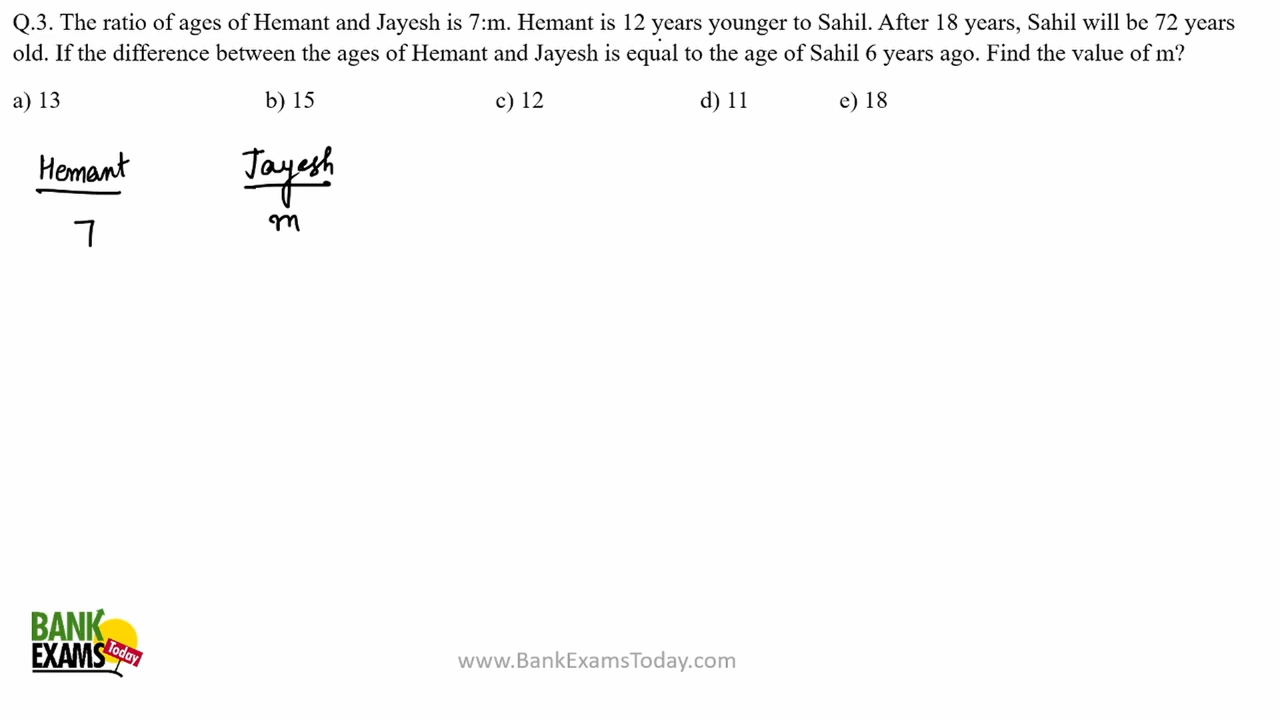 Q.3. The ratio of ages of Hemant and Jayesh is 7:m. Hemant is 12 years younger to Sahil. After 18 years, Sahil will be 72 years
old. If the difference between the ages of Hemant and Jayesh is equal to the age of Sahil 6 years ago. Find the value of m?
a) 13 b) 15 c) 12 d) 11 e) 18
Hemant Jayesh
7 m
BANK
EXAMS Today
www.BankExamsToday.com